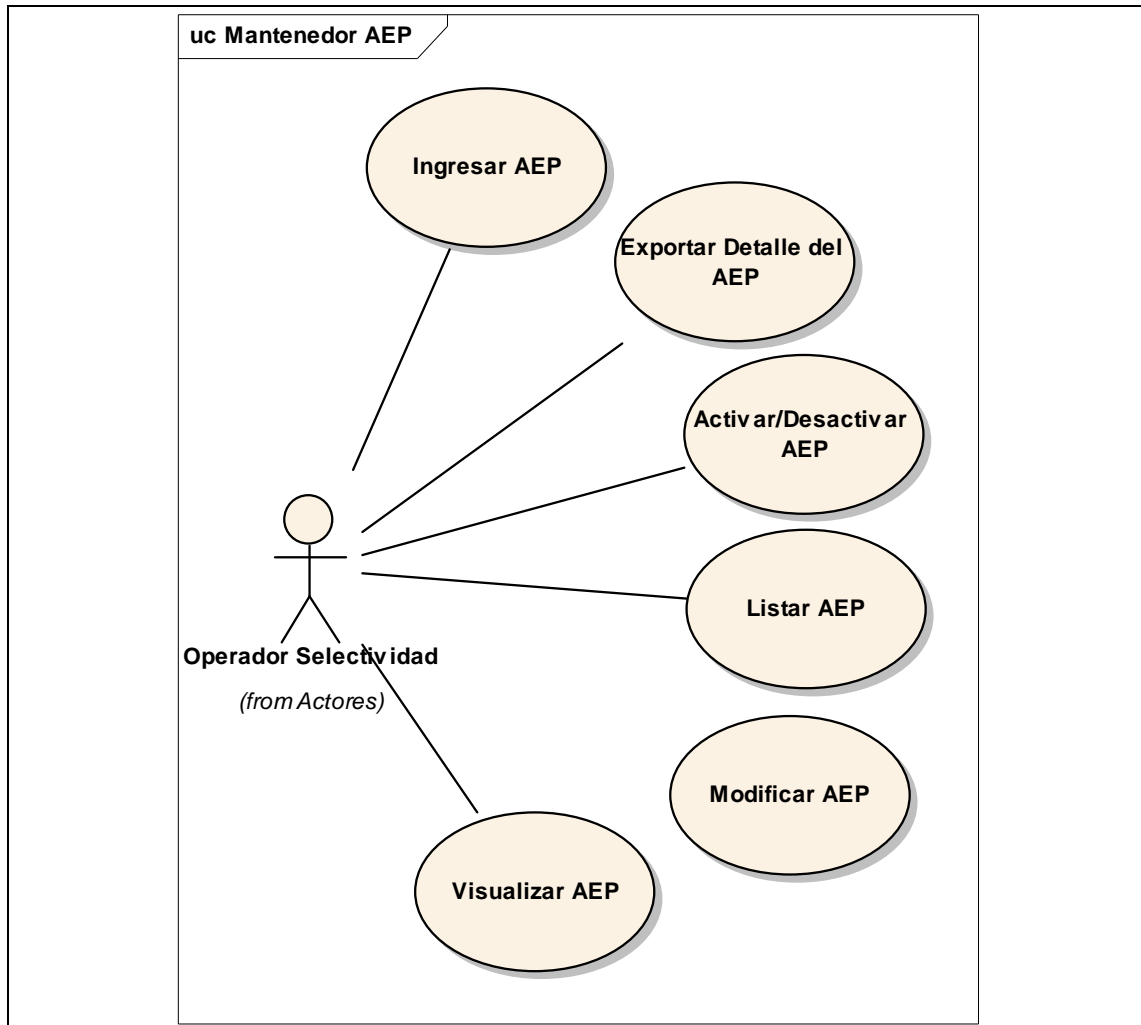 uc Mantenedor AEP
Ingresar AEP
Exportar Detalle del
AEP
Activar/Desactivar
AEP
Listar AEP
Operador Selectividad
(from Actores)
Modificar AEP
Visualizar AEP